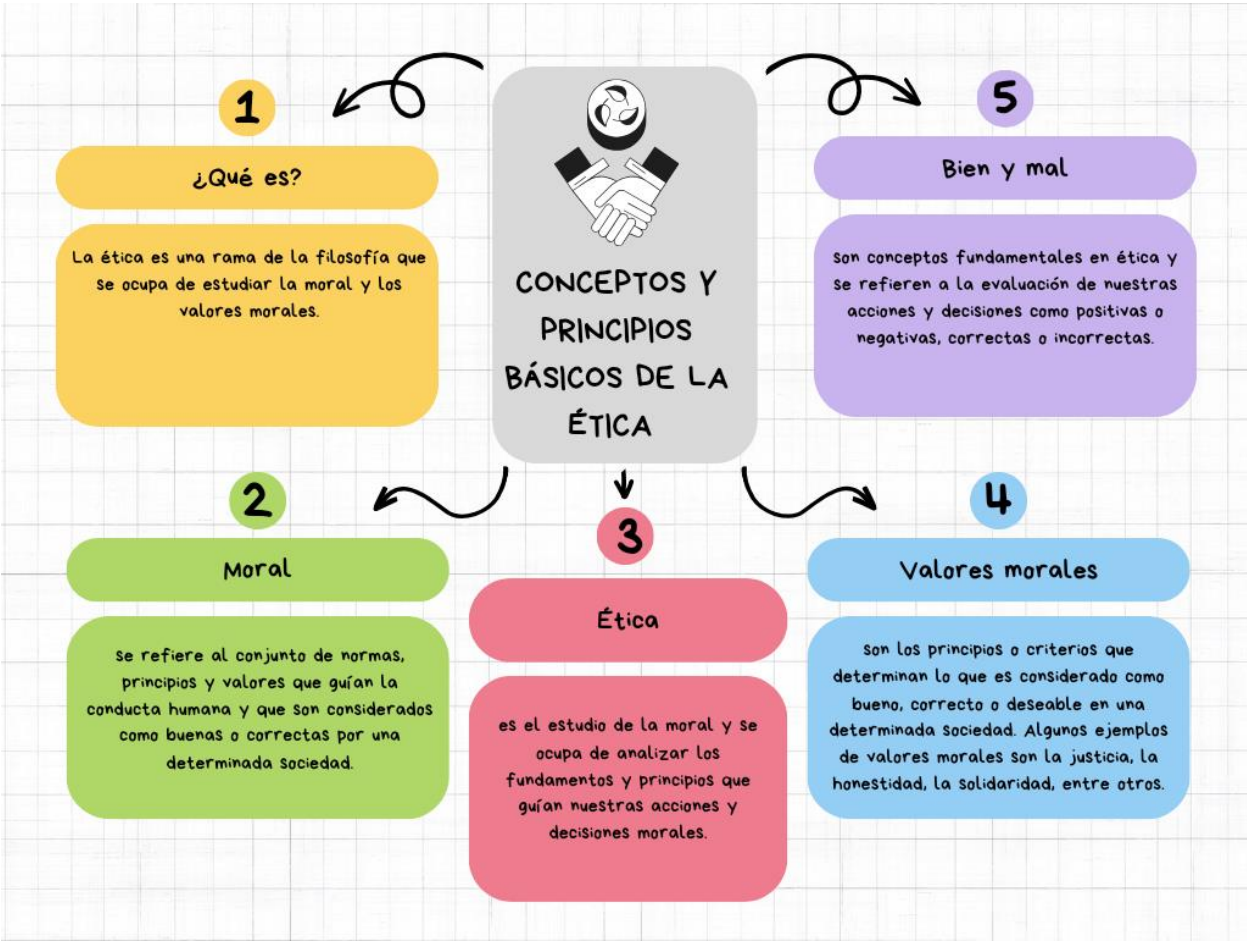 CONCEPTOS Y
PRINCIPIOS
BÁSICOS DE LA
ÉTICA
1
¿Qué es?
La ética es una rama de la filosofía que
se ocupa de estudiar la moral y los
valores morales.
2
Moral
se refiere al conjunto de normas,
principios y valores que guían la
conducta humana y que son considerados
como buenas o correctas por una
determinada sociedad.
3
Ética
es el estudio de la moral y se
ocupa de analizar los
fundamentos y principios que
guían nuestras acciones y
decisiones morales.
4
Valores morales
son los principios o criterios que
determinan lo que es considerado como
bueno, correcto o deseable en una
determinada sociedad. Algunos ejemplos
de valores morales son la justicia, la
honestidad, la solidaridad, entre otros.
5
Bien y mal
son conceptos fundamentales en ética y
se refieren a la evaluación de nuestras
acciones y decisiones como positivas o
negativas, correctas o incorrectas.